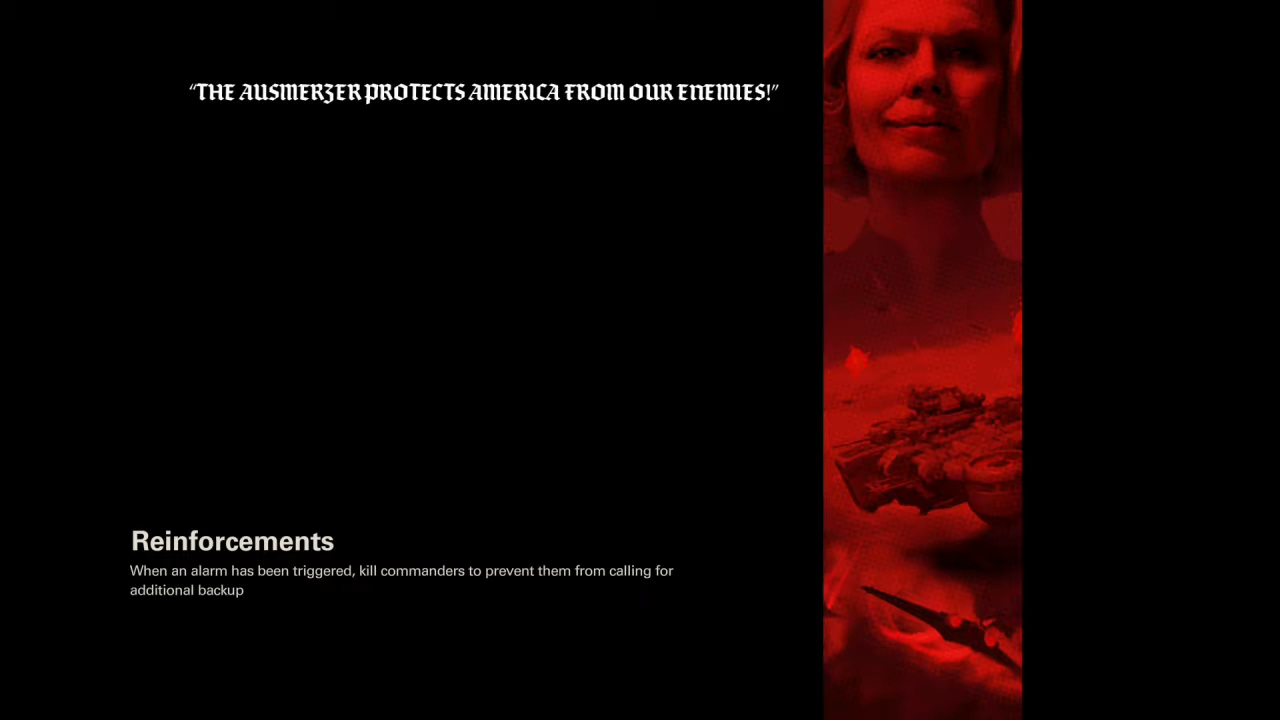 “THE AUSMERZER PROTECTS AMERICA FROM OUR ENEMIES!”
Reinforcements
When an alarm has been triggered, kill commanders to prevent them from calling for
additional backup